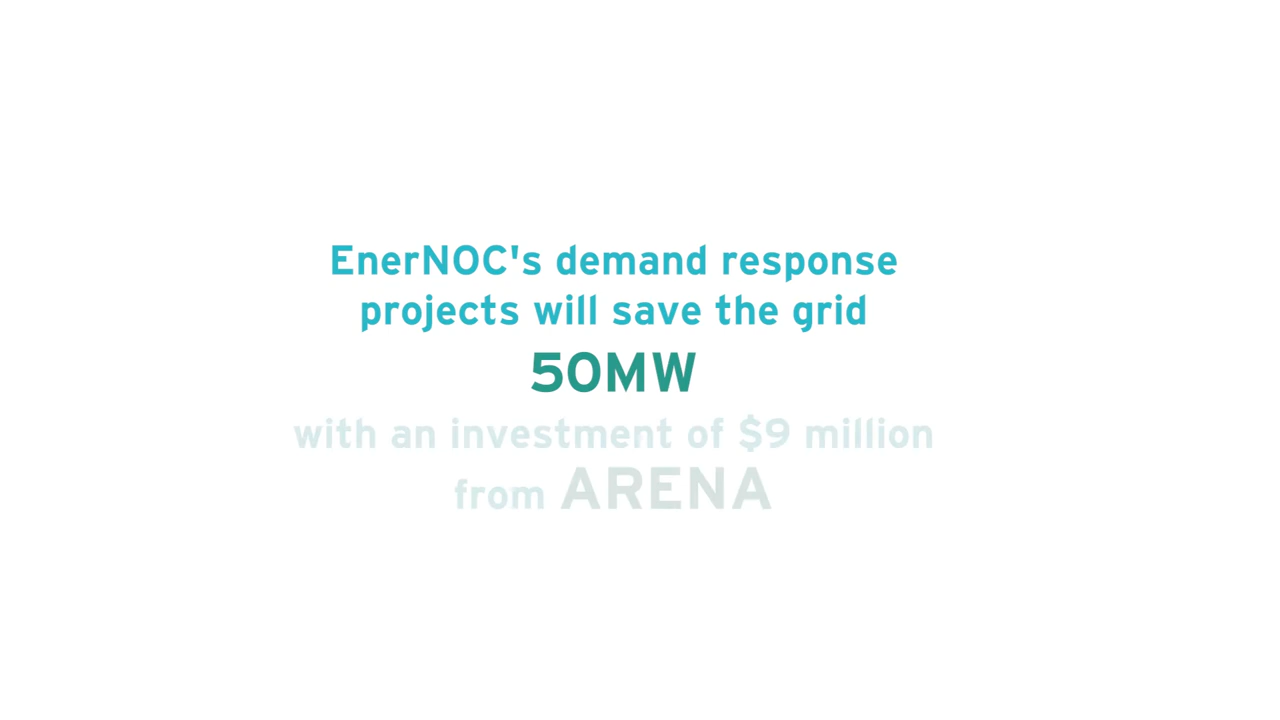 EnerNOC's demand response
projects will save the grid
50MW
with an investment of $9 million
from ARENA